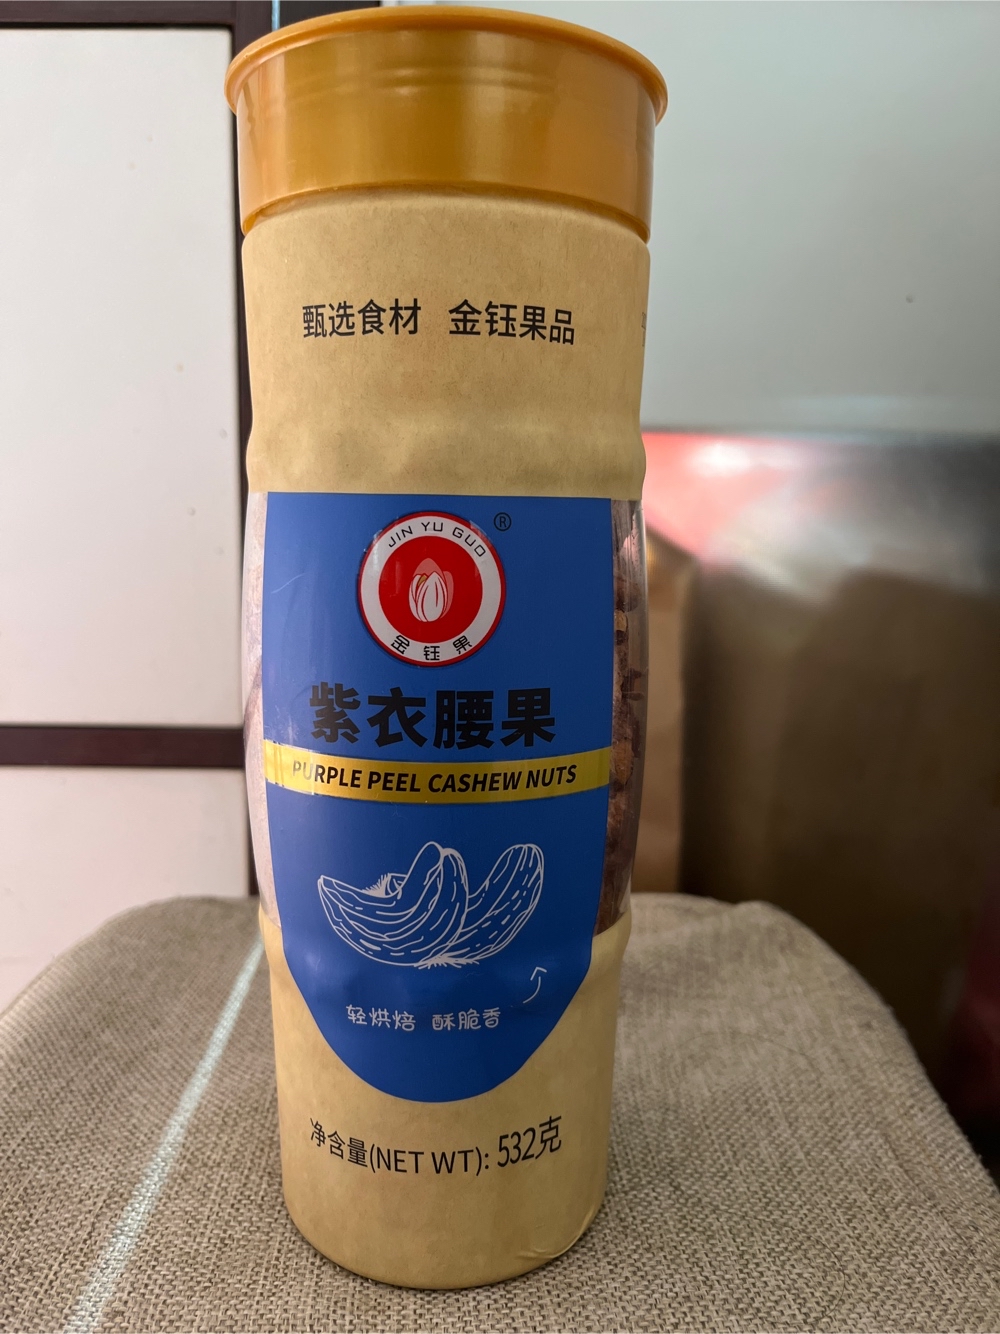 甄选食材 金钰果品
®
JIN YU GUO
金钰果
紫衣腰果
PURPLE PEEL CASHEW NUTS
轻烘焙 酥脆香
净含量(NET WT): 532克